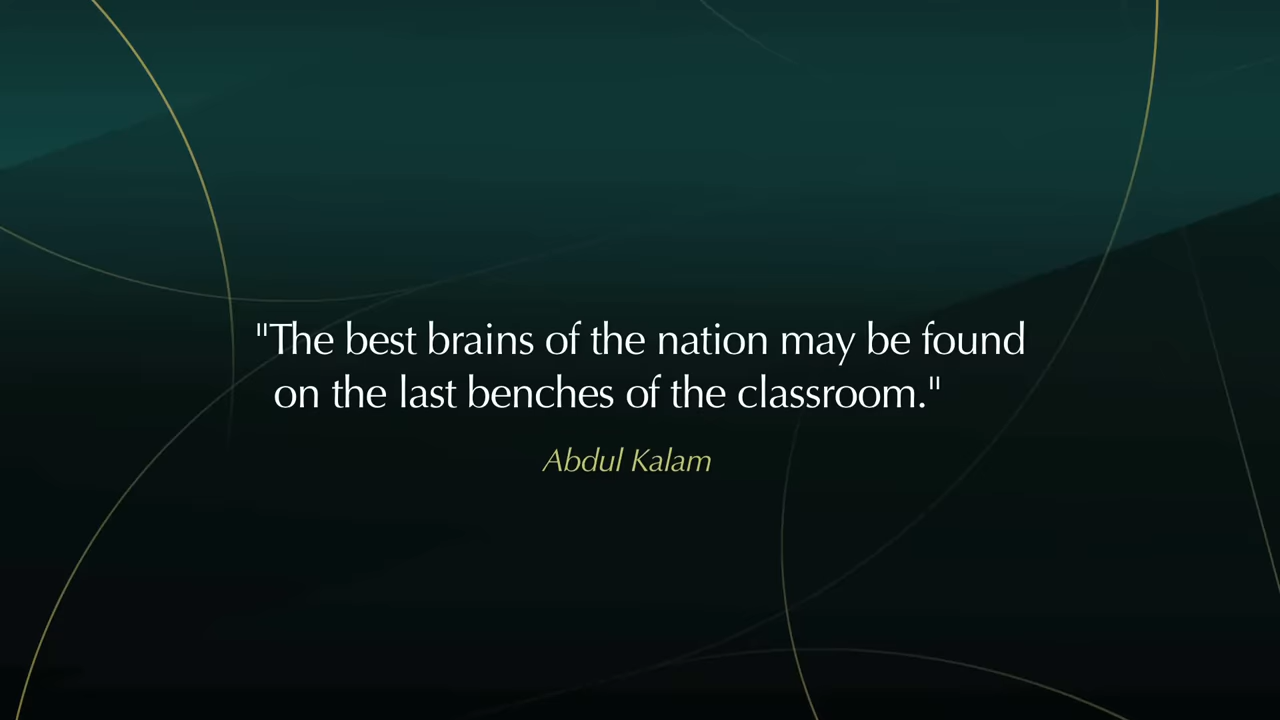 "The best brains of the nation may be found
on the last benches of the classroom."
Abdul Kalam